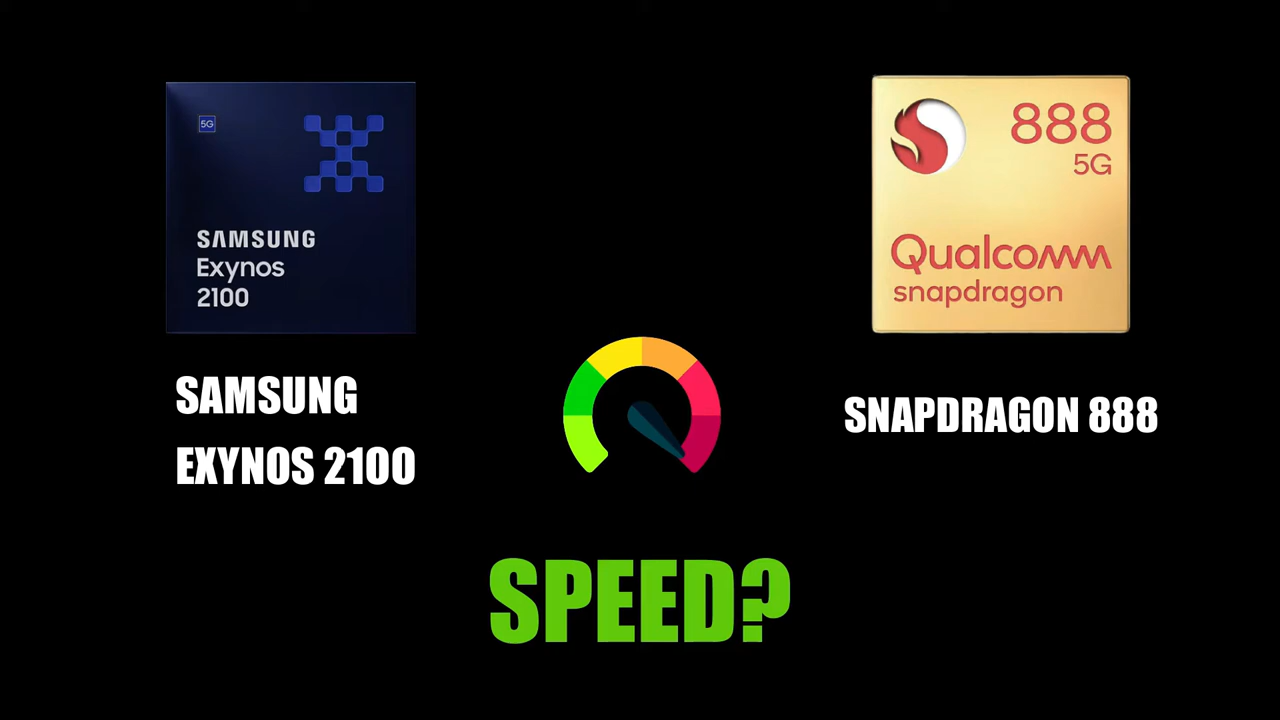 5G
SAMSUNG
Exynos
2100
888
5G
Qualcomm
snapdragon
SAMSUNG
EXYNOS 2100
SNAPDRAGON 888
SPEED?